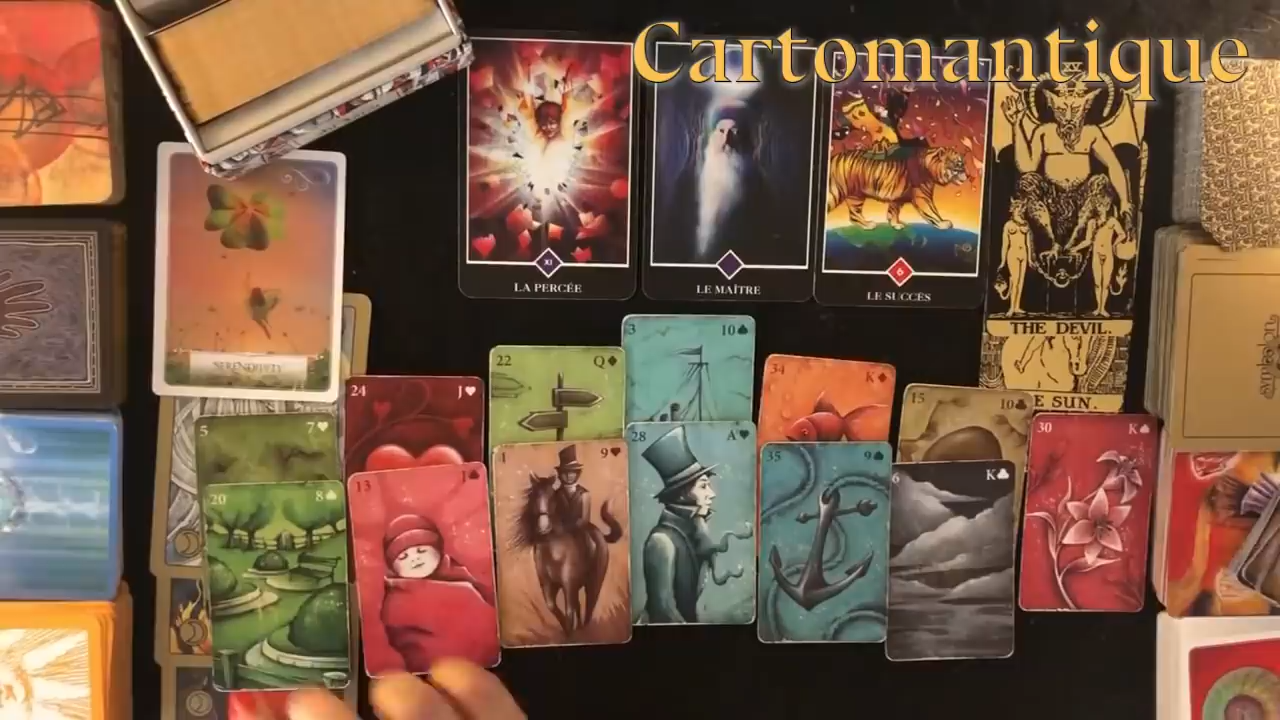 Cartomantique
XI
LA PERCÉE
LE MAÎTRE
6
LE SUCCÈS
THE DEVIL.
E SUN.
SERENDIPITY
symbolon
24 J
22 Q
3 10
34 K
15 10
30 K
5 7
20 8
13 J
1 9
28 A
35 9
6 K